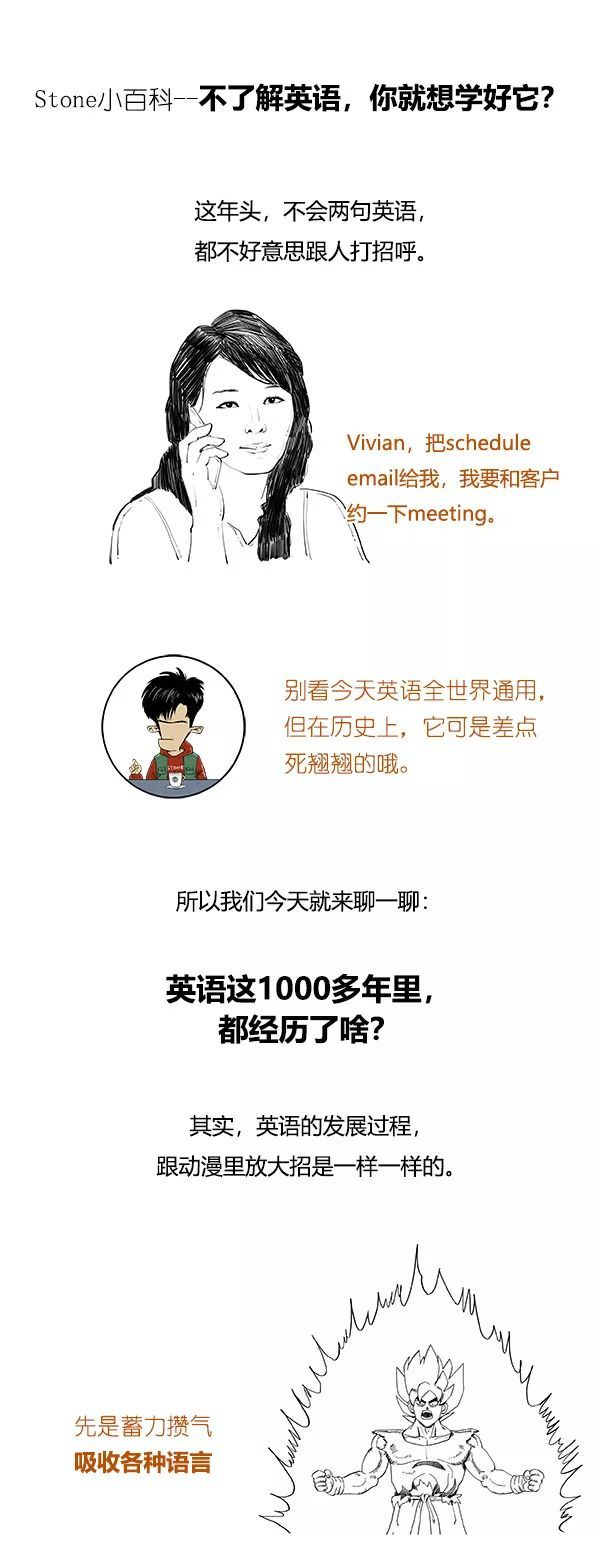 Stone小百科--不了解英语，你就想学好它？
这年头，不会两句英语，
都不好意思跟人打招呼。
Vivian，把schedule
email给我，我要和客户
约一下meeting。
别看今天英语全世界通用，
但在历史上，它可是差点
死翘翘的哦。
STONE
所以我们今天就来聊一聊：
英语这1000多年里，
都经历了啥？
其实，英语的发展过程，
跟动漫里放大招是一样一样的。
先是蓄力攒气
吸收各种语言